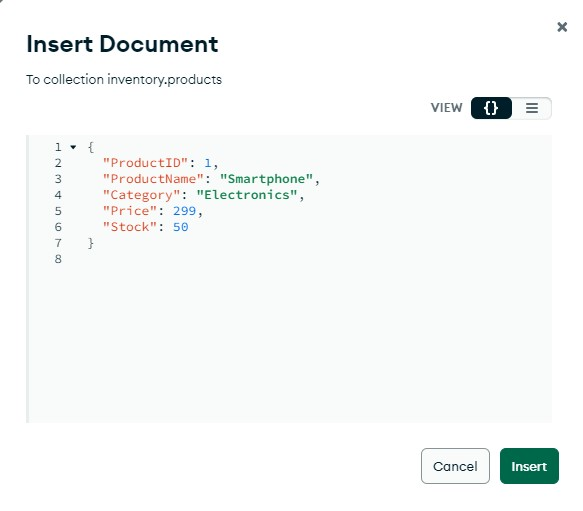 Insert Document
To collection inventory.products
VIEW {}
1 {
2 "ProductID": 1,
3 "ProductName": "Smartphone",
4 "Category": "Electronics",
5 "Price": 299,
6 "Stock": 50
7 }
8
Cancel Insert